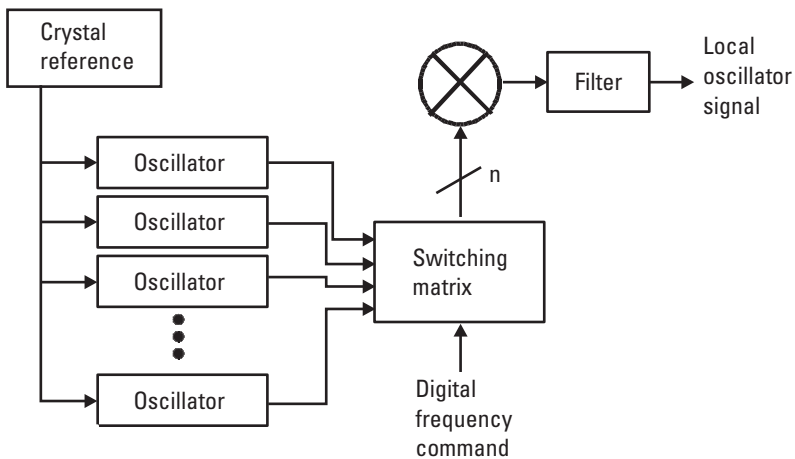 Crystal
reference
Oscillator
Oscillator
Oscillator
Oscillator
Switching
matrix
n
Filter
Local
oscillator
signal
Digital
frequency
command